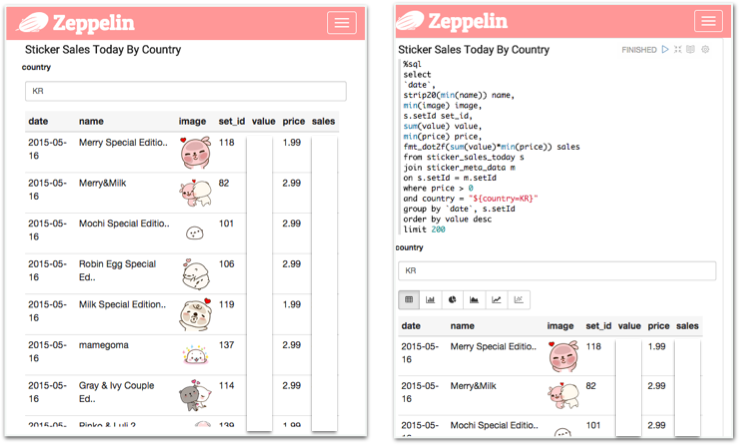 Zeppelin
Sticker Sales Today By Country
country
KR
date name image set_id value price sales
2015-05-16 Merry Special Editio.. 118 1.99
2015-05-16 Merry&Milk 82 2.99
2015-05-16 Mochi Special Editio.. 101 2.99
2015-05-16 Robin Egg Special Ed.. 106 2.99
2015-05-16 Milk Special Edition.. 119 1.99
2015-05-16 mamegoma 137 2.99
2015-05-16 Gray & Ivy Couple Ed.. 114 2.99
2015-05- Pinko & Luli 2 139 1.99
Zeppelin
Sticker Sales Today By Country FINISHED
%sql
select
`date`,
strip20(min(name)) name,
min(image) image,
s.setId set_id,
sum(value) value,
min(price) price,
fmt_dot2f(sum(value)*min(price)) sales
from sticker_sales_today s
join sticker_meta_data m
on s.setId = m.setId
where price > 0
and country = "${country=KR}"
group by `date`, s.setId
order by value desc
limit 200
country
KR
date name image set_id value price sales
2015-05-16 Merry Special Editio.. 118 1.99
2015-05-16 Merry&Milk 82 2.99
2015-05-16 Mochi Special Editio.. 101 2.99